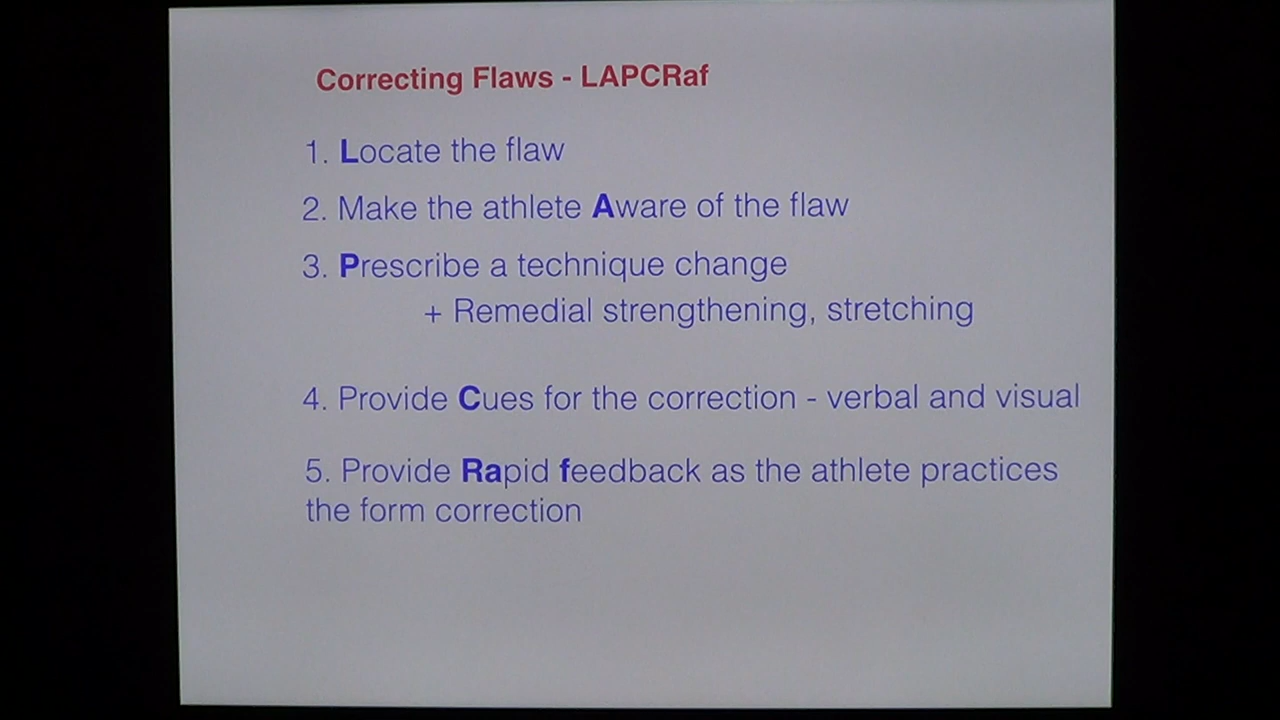 Correcting Flaws - LAPCRaf
1. Locate the flaw
2. Make the athlete Aware of the flaw
3. Prescribe a technique change
+ Remedial strengthening, stretching
4. Provide Cues for the correction - verbal and visual
5. Provide Rapid feedback as the athlete practices
the form correction